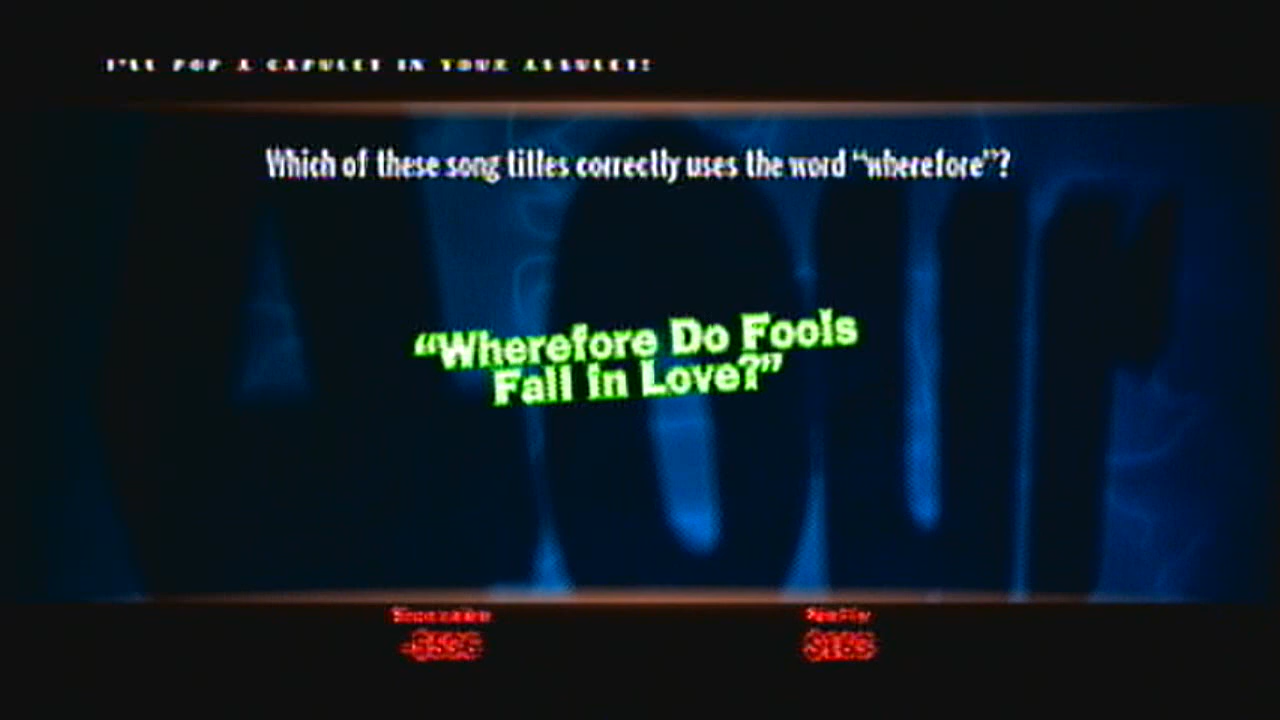 I'LL POP A CAPULET IN YOUR ASSULET!
Which of these song titles correctly uses the word “wherefore”?
“Wherefore Do Fools
Fall in Love?”